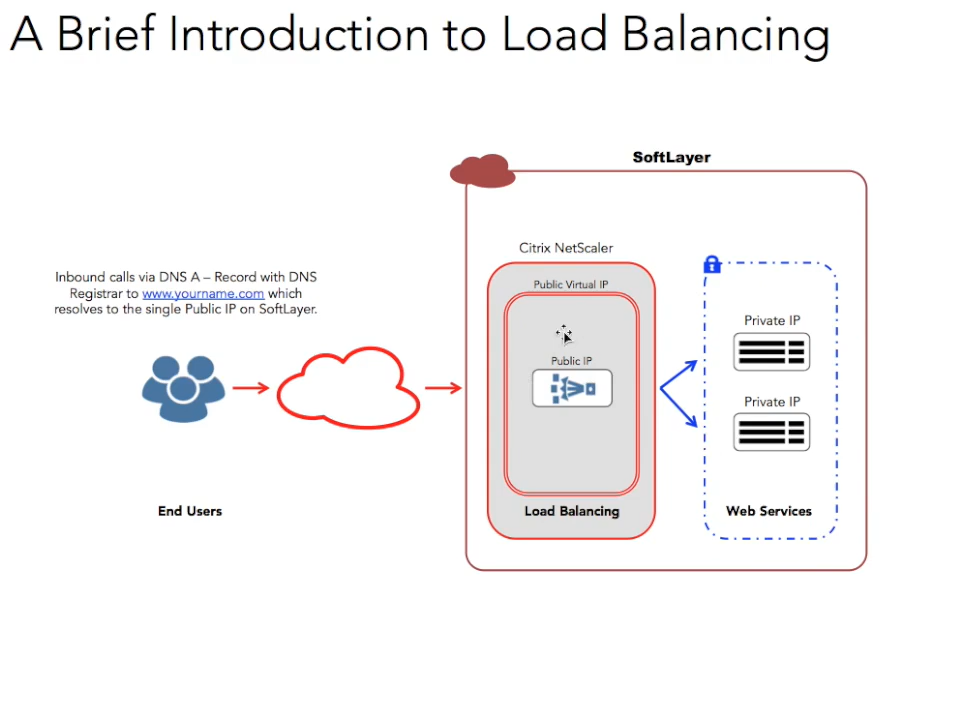 A Brief Introduction to Load Balancing
SoftLayer
Citrix NetScaler
Inbound calls via DNS A – Record with DNS
Registrar to www.yourname.com which
resolves to the single Public IP on SoftLayer.
Public Virtual IP
Public IP
Private IP
Private IP
End Users
Load Balancing
Web Services